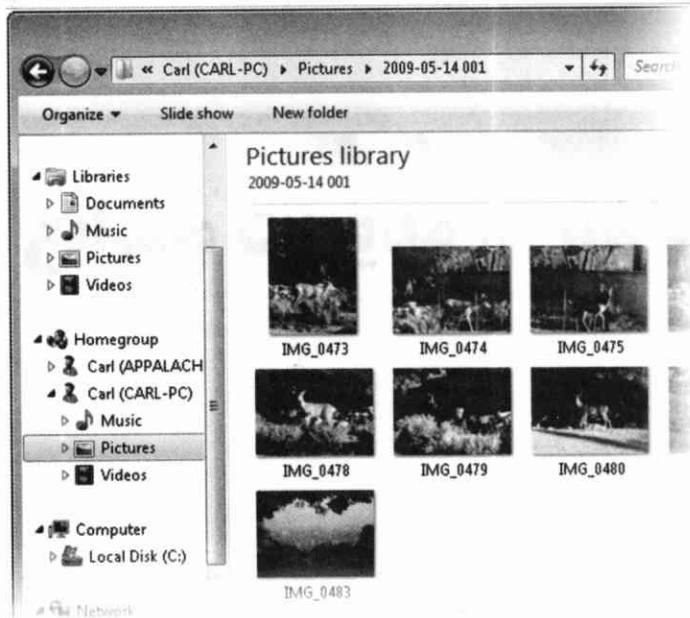 « Carl (CARL-PC) ▸ Pictures ▸ 2009-05-14 001
Search
Organize ▾ Slide show New folder
Libraries
Documents
Music
Pictures
Videos
Homegroup
Carl (APPALACH
Carl (CARL-PC)
Music
Pictures
Videos
Computer
Local Disk (C:)
Network
Pictures library
2009-05-14 001
IMG_0473 IMG_0474 IMG_0475
IMG_0478 IMG_0479 IMG_0480
IMG_0483